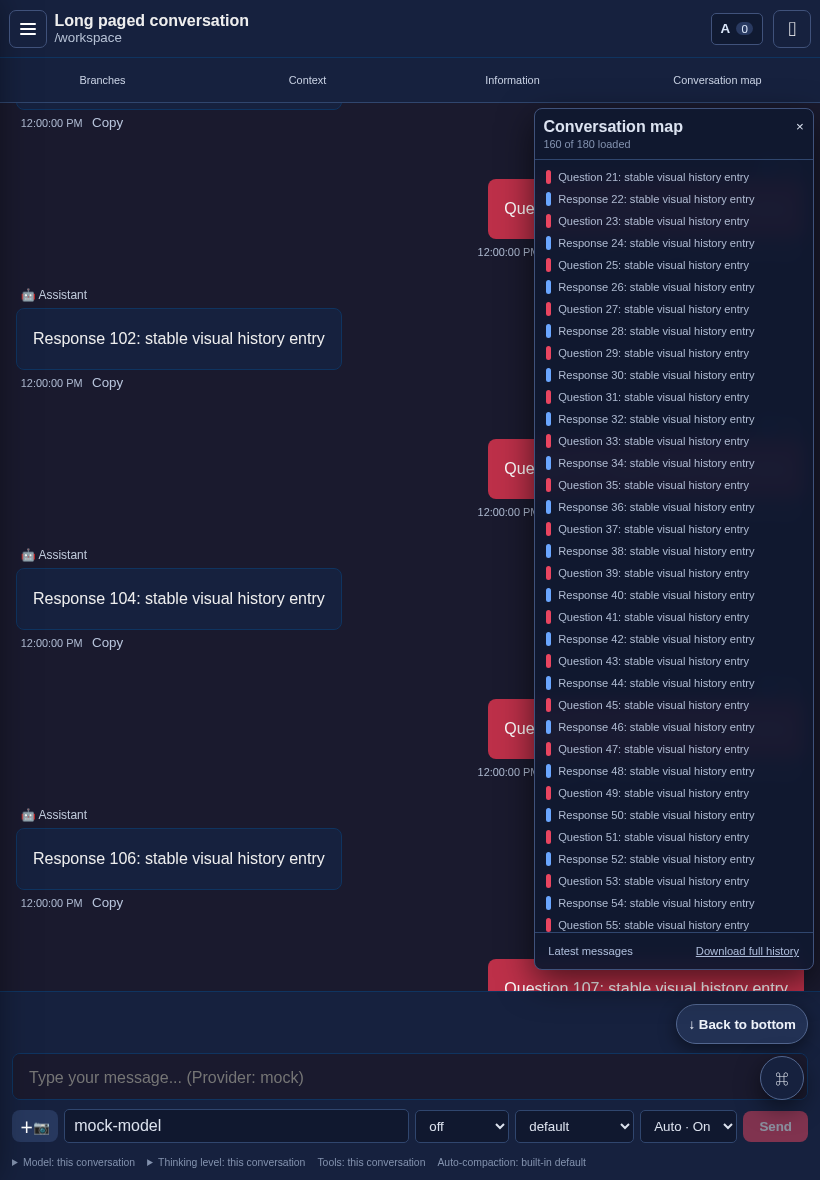 Long paged conversation
/workspace
A 0
Branches Context Information Conversation map
12:00:00 PM Copy
Que
12:00:00 PM
🤖 Assistant
Response 102: stable visual history entry
12:00:00 PM Copy
Que
12:00:00 PM
🤖 Assistant
Response 104: stable visual history entry
12:00:00 PM Copy
Que
12:00:00 PM
🤖 Assistant
Response 106: stable visual history entry
12:00:00 PM Copy
Question 107: stable visual history entry
Conversation map ×
160 of 180 loaded
Question 21: stable visual history entry
Response 22: stable visual history entry
Question 23: stable visual history entry
Response 24: stable visual history entry
Question 25: stable visual history entry
Response 26: stable visual history entry
Question 27: stable visual history entry
Response 28: stable visual history entry
Question 29: stable visual history entry
Response 30: stable visual history entry
Question 31: stable visual history entry
Response 32: stable visual history entry
Question 33: stable visual history entry
Response 34: stable visual history entry
Question 35: stable visual history entry
Response 36: stable visual history entry
Question 37: stable visual history entry
Response 38: stable visual history entry
Question 39: stable visual history entry
Response 40: stable visual history entry
Question 41: stable visual history entry
Response 42: stable visual history entry
Question 43: stable visual history entry
Response 44: stable visual history entry
Question 45: stable visual history entry
Response 46: stable visual history entry
Question 47: stable visual history entry
Response 48: stable visual history entry
Question 49: stable visual history entry
Response 50: stable visual history entry
Question 51: stable visual history entry
Response 52: stable visual history entry
Question 53: stable visual history entry
Response 54: stable visual history entry
Question 55: stable visual history entry
Latest messages Download full history
↓ Back to bottom
Type your message... (Provider: mock)
⌘
+📷 mock-model off default Auto · On Send
▶ Model: this conversation ▶ Thinking level: this conversation Tools: this conversation Auto-compaction: built-in default